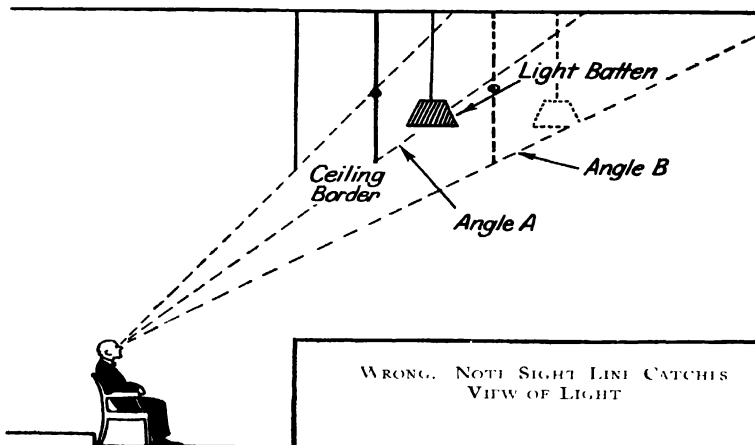 Light Batten
Ceiling
Border
Angle B
Angle A
WRONG. NOTE SIGHT LINE CATCHES
VIEW OF LIGHT